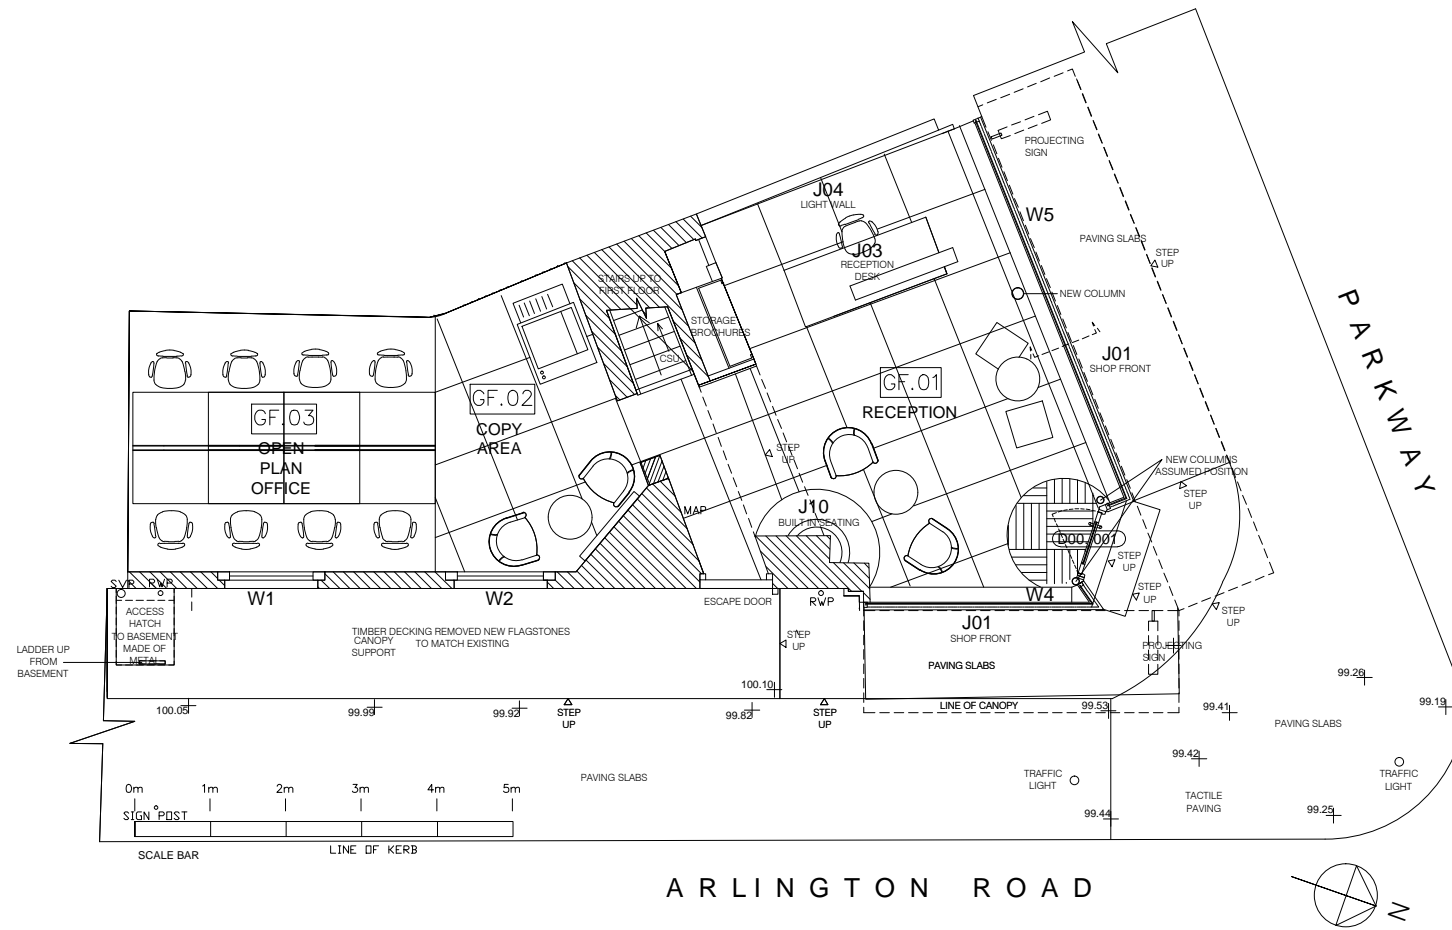 PROJECTING
SIGN
J04
LIGHT WALL
W5
PAVING SLABS
STEP
UP
J03
RECEPTION
DESK
STAIRS UP TO
FIRST FLOOR
NEW COLUMN
STORAGE
BROCHURES
CSU
J01
SHOP FRONT
PARKWAY
GF.01
RECEPTION
GF.02
COPY
AREA
GF.03
OPEN
PLAN
OFFICE
STEP
UP
NEW COLUMNS
ASSUMED POSITION
STEP
UP
MAP
J10
BUILT IN SEATING
D00.001
STEP
UP
STEP
UP
STEP
UP
SVP
RWP
W1
W2
ESCAPE DOOR
RWP
W4
ACCESS
HATCH
TO BASEMENT
MADE OF
METAL
LADDER UP
FROM
BASEMENT
TIMBER DECKING REMOVED NEW FLAGSTONES
TO MATCH EXISTING
CANOPY
SUPPORT
STEP
UP
J01
SHOP FRONT
PROJECTING
SIGN
PAVING SLABS
100.10
100.05
99.99
99.92
STEP
UP
99.82
STEP
UP
LINE OF CANOPY
99.53
99.41
99.26
99.19
PAVING SLABS
99.42
PAVING SLABS
TRAFFIC
LIGHT
TRAFFIC
LIGHT
TACTILE
PAVING
99.44
99.25
0m 1m 2m 3m 4m 5m
SIGN POST
SCALE BAR
LINE OF KERB
ARLINGTON ROAD
N